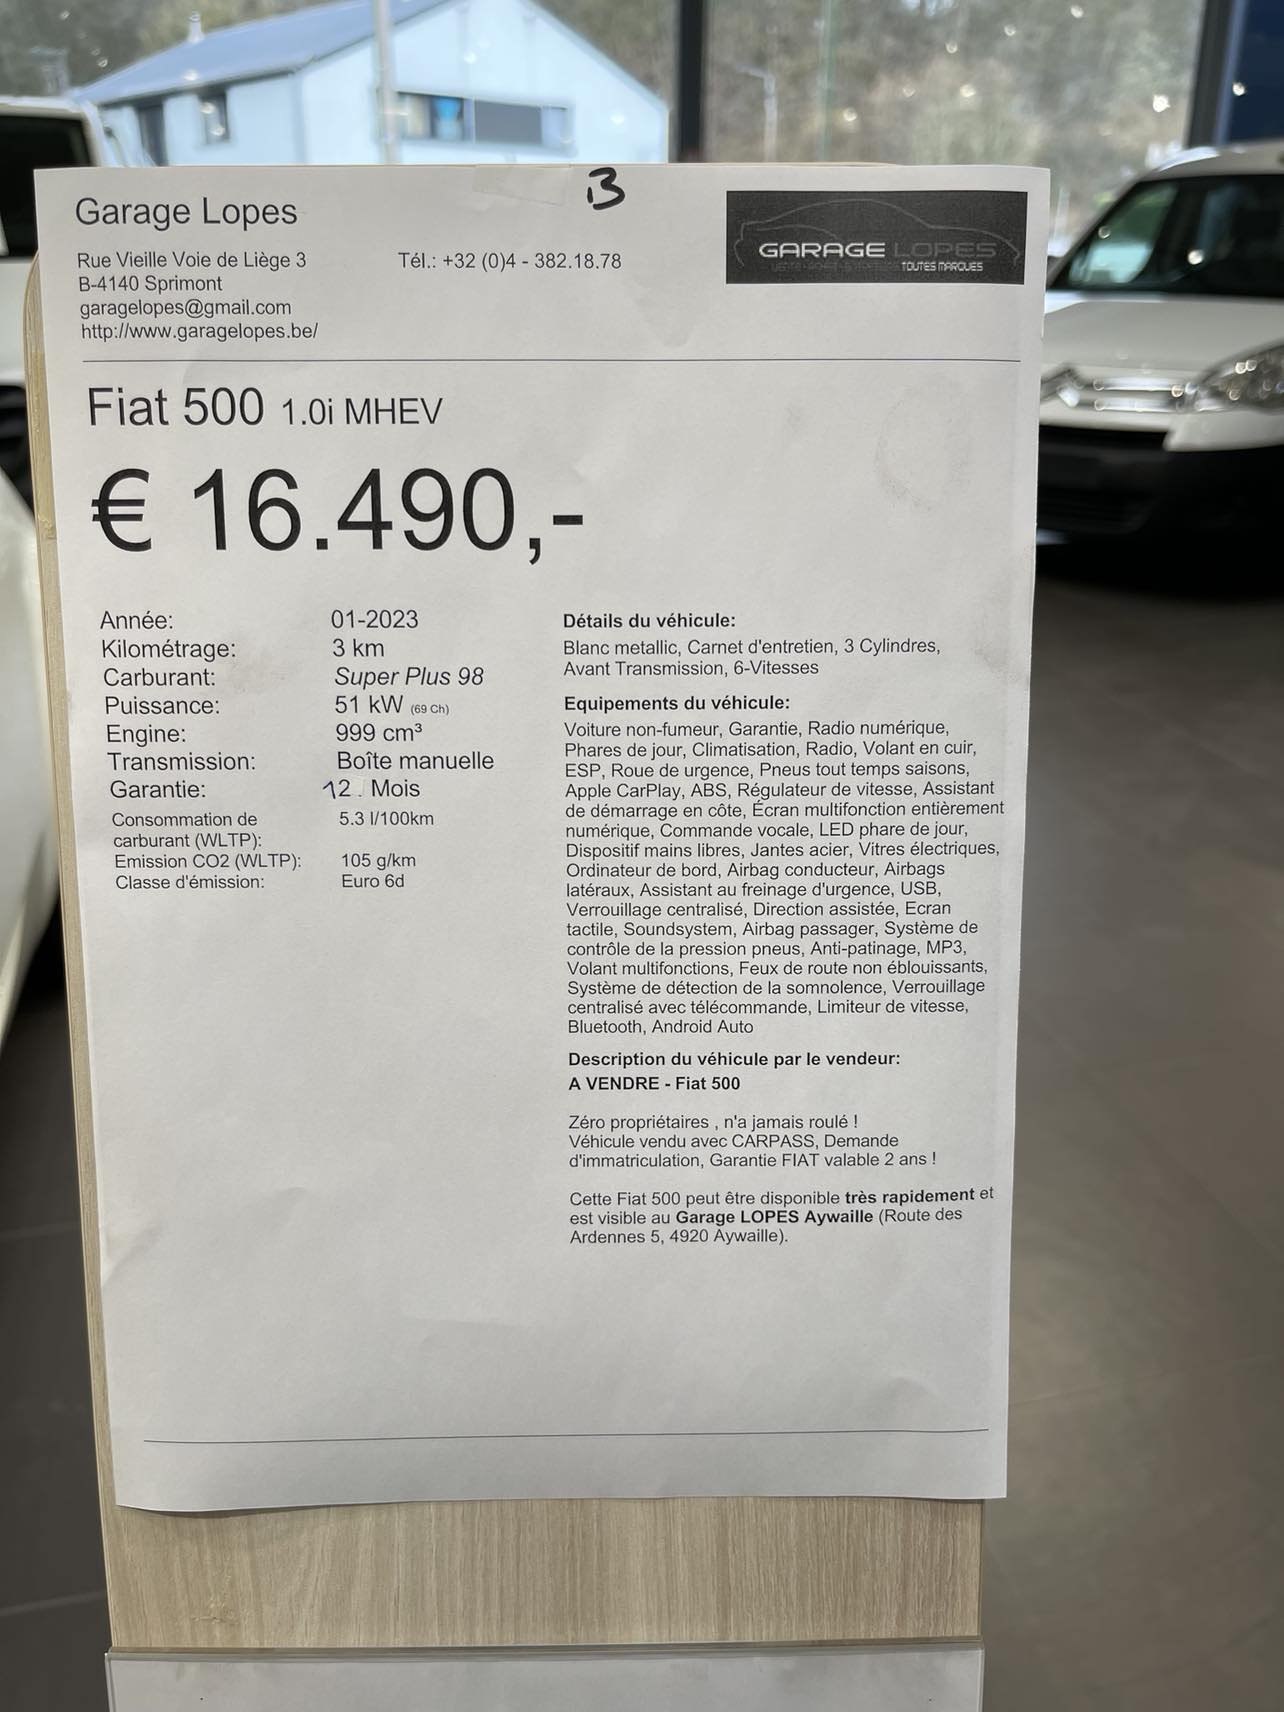 B
Garage Lopes
Rue Vieille Voie de Liège 3
B-4140 Sprimont
garagelopes@gmail.com
http://www.garagelopes.be/
Tél.: +32 (0)4 - 382.18.78
GARAGE LOPES
TOUTES MARQUES
Fiat 500 1.0i MHEV
€ 16.490,-
Année: 01-2023
Kilométrage: 3 km
Carburant: Super Plus 98
Puissance: 51 kW (69 Ch)
Engine: 999 cm³
Transmission: Boîte manuelle
Garantie: 12 Mois
Consommation de 5.3 l/100km
carburant (WLTP):
Emission CO2 (WLTP): 105 g/km
Classe d'émission: Euro 6d
Détails du véhicule:
Blanc metallic, Carnet d'entretien, 3 Cylindres,
Avant Transmission, 6-Vitesses
Equipements du véhicule:
Voiture non-fumeur, Garantie, Radio numérique,
Phares de jour, Climatisation, Radio, Volant en cuir,
ESP, Roue de urgence, Pneus tout temps saisons,
Apple CarPlay, ABS, Régulateur de vitesse, Assistant
de démarrage en côte, Écran multifonction entièrement
numérique, Commande vocale, LED phare de jour,
Dispositif mains libres, Jantes acier, Vitres électriques,
Ordinateur de bord, Airbag conducteur, Airbags
latéraux, Assistant au freinage d'urgence, USB,
Verrouillage centralisé, Direction assistée, Ecran
tactile, Soundsystem, Airbag passager, Système de
contrôle de la pression pneus, Anti-patinage, MP3,
Volant multifonctions, Feux de route non éblouissants,
Système de détection de la somnolence, Verrouillage
centralisé avec télécommande, Limiteur de vitesse,
Bluetooth, Android Auto
Description du véhicule par le vendeur:
A VENDRE - Fiat 500
Zéro propriétaires , n'a jamais roulé !
Véhicule vendu avec CARPASS, Demande
d'immatriculation, Garantie FIAT valable 2 ans !
Cette Fiat 500 peut être disponible très rapidement et
est visible au Garage LOPES Aywaille (Route des
Ardennes 5, 4920 Aywaille).